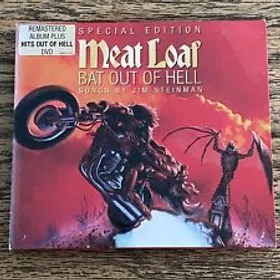 REMASTERED
ALBUM PLUS
HITS OUT OF HELL
DVD
SPECIAL EDITION
Meat Loaf
BAT OUT OF HELL
SONGS BY JIM STEINMAN